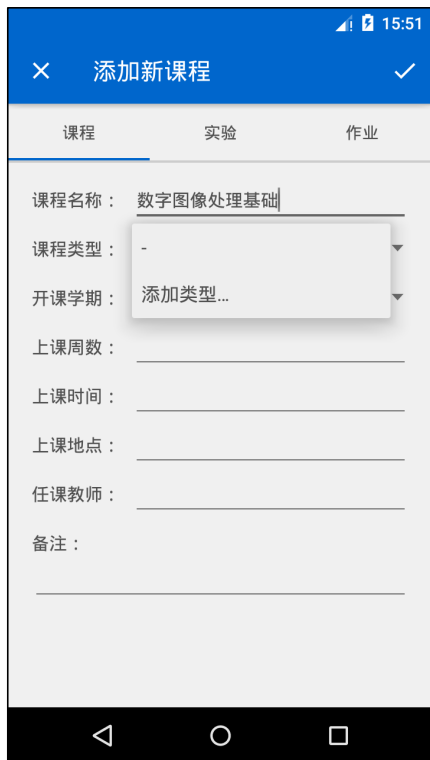 15:51
添加新课程
课程 实验 作业
课程名称： 数字图像处理基础
课程类型： -
开课学期： 添加类型...
上课周数：
上课时间：
上课地点：
任课教师：
备注：